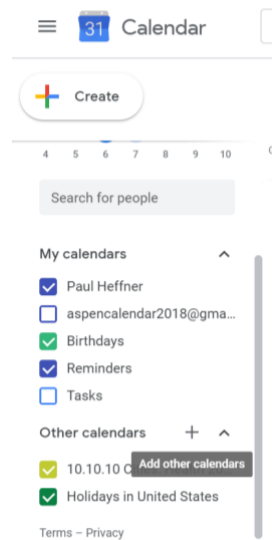 31 Calendar
Create
4 5 6 7 8 9 10
Search for people
My calendars
Paul Heffner
aspencalendar2018@gma...
Birthdays
Reminders
Tasks
Other calendars
Add other calendars
10.10.10
Holidays in United States
Terms – Privacy